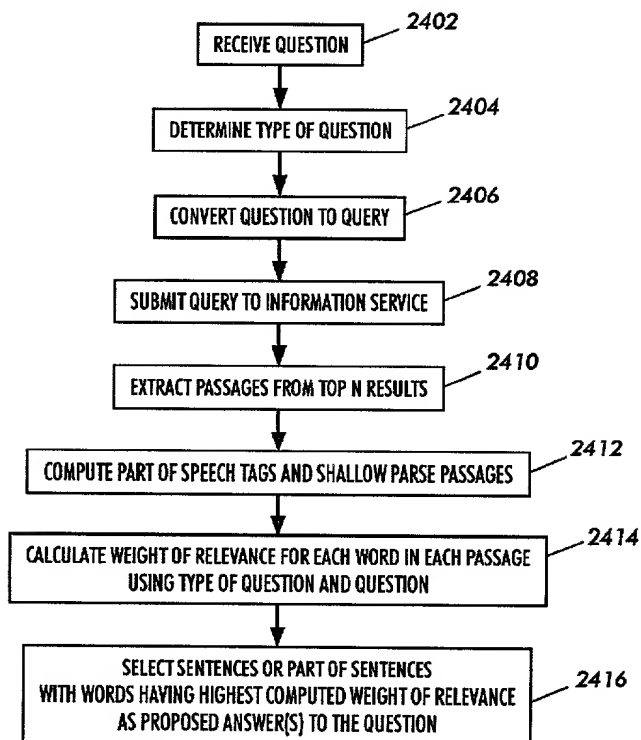 2402
RECEIVE QUESTION
2404
DETERMINE TYPE OF QUESTION
2406
CONVERT QUESTION TO QUERY
2408
SUBMIT QUERY TO INFORMATION SERVICE
2410
EXTRACT PASSAGES FROM TOP N RESULTS
2412
COMPUTE PART OF SPEECH TAGS AND SHALLOW PARSE PASSAGES
2414
CALCULATE WEIGHT OF RELEVANCE FOR EACH WORD IN EACH PASSAGE
USING TYPE OF QUESTION AND QUESTION
2416
SELECT SENTENCES OR PART OF SENTENCES
WITH WORDS HAVING HIGHEST COMPUTED WEIGHT OF RELEVANCE
AS PROPOSED ANSWER(S) TO THE QUESTION